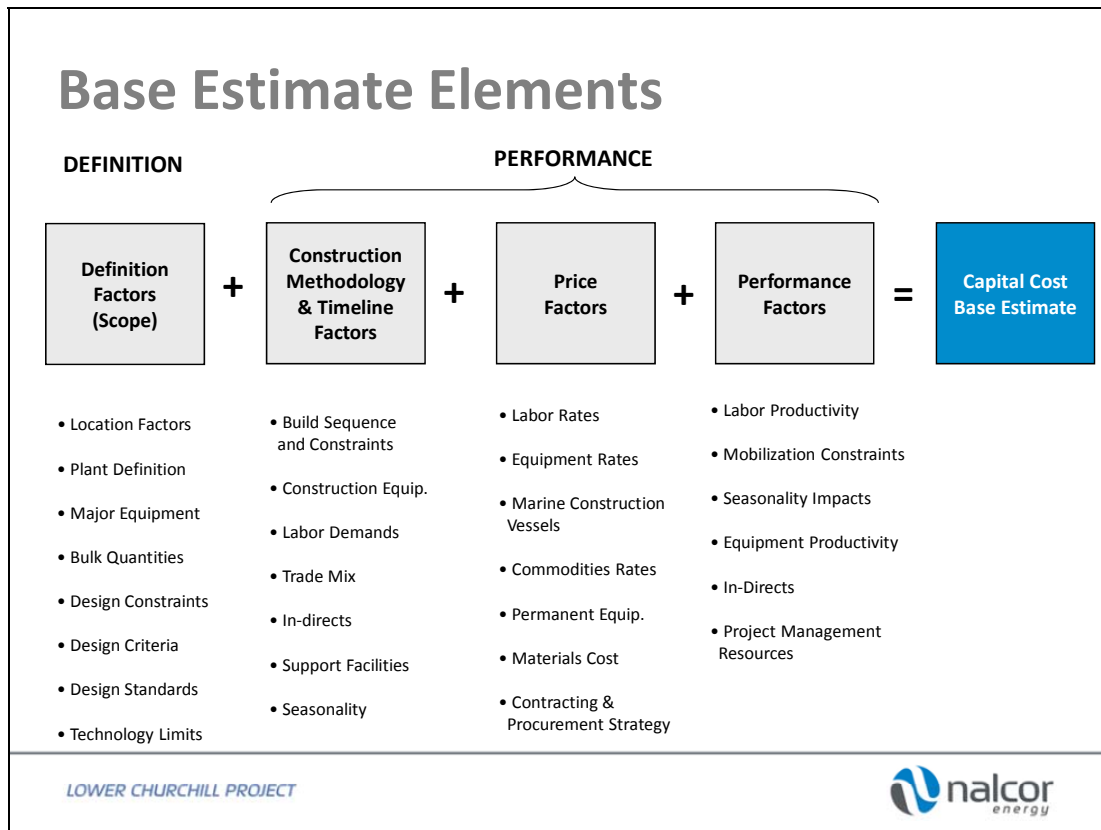 Base Estimate Elements
DEFINITION
PERFORMANCE
Definition
Factors
(Scope)
+
Construction
Methodology
& Timeline
Factors
+
Price
Factors
+
Performance
Factors
=
Capital Cost
Base Estimate
• Location Factors
• Plant Definition
• Major Equipment
• Bulk Quantities
• Design Constraints
• Design Criteria
• Design Standards
• Technology Limits
• Build Sequence
and Constraints
• Construction Equip.
• Labor Demands
• Trade Mix
• In-directs
• Support Facilities
• Seasonality
• Labor Rates
• Equipment Rates
• Marine Construction
Vessels
• Commodities Rates
• Permanent Equip.
• Materials Cost
• Contracting &
Procurement Strategy
• Labor Productivity
• Mobilization Constraints
• Seasonality Impacts
• Equipment Productivity
• In-Directs
• Project Management
Resources
LOWER CHURCHILL PROJECT
nalcor
energy